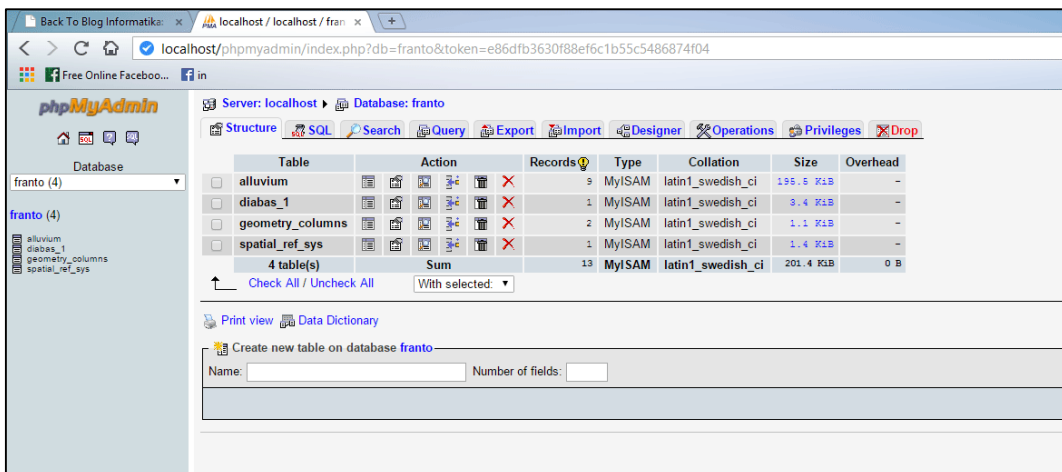 Back To Blog Informatika:
localhost / localhost / fran
localhost/phpmyadmin/index.php?db=franto&token=e86dfb3630f88ef6c1b55c5486874f04
Free Online Faceboo... in
phpMyAdmin
Server: localhost Database: franto
Structure SQL Search Query Export Import Designer Operations Privileges Drop
Database
franto (4)
franto (4)
alluvium
diabas_1
geometry_columns
spatial_ref_sys
Table Action Records Type Collation Size Overhead
alluvium 9 MyISAM latin1_swedish_ci 195.5 KiB -
diabas_1 1 MyISAM latin1_swedish_ci 3.4 KiB -
geometry_columns 2 MyISAM latin1_swedish_ci 1.1 KiB -
spatial_ref_sys 1 MyISAM latin1_swedish_ci 1.4 KiB -
4 table(s) Sum 13 MyISAM latin1_swedish_ci 201.4 KiB 0 B
Check All / Uncheck All With selected:
Print view Data Dictionary
Create new table on database franto
Name: Number of fields: